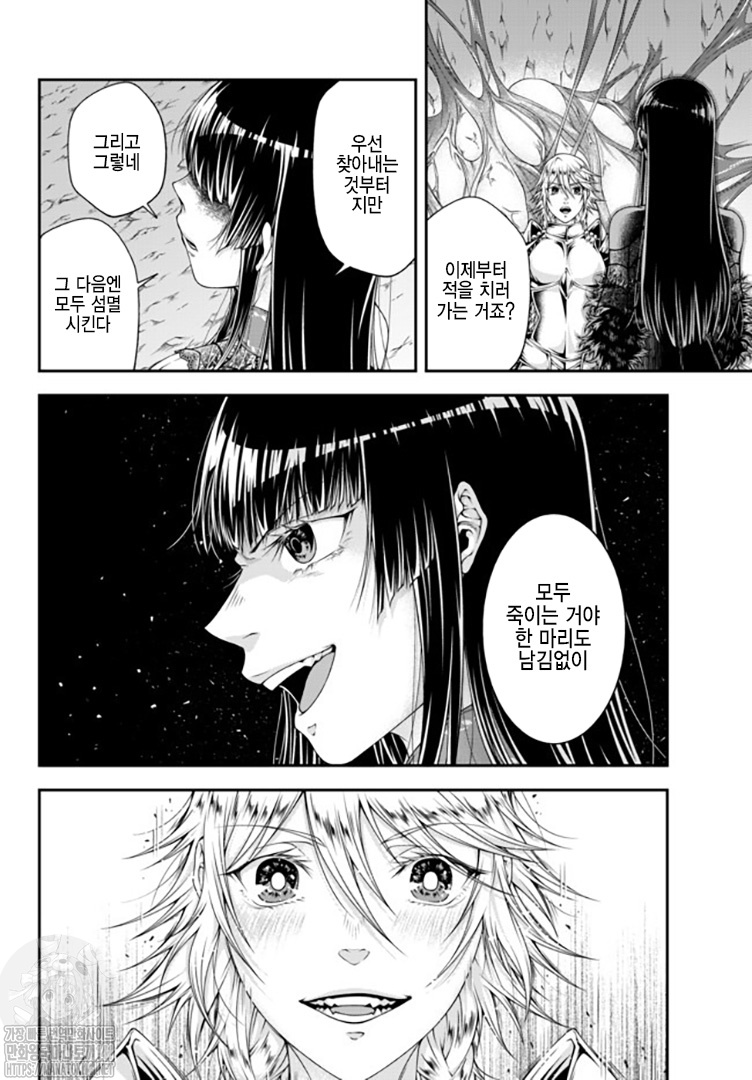 이제부터
적을 치러
가는 거죠?
우선
찾아내는
것부터
지만
그리고
그렇네
그 다음엔
모두 섬멸
시킨다
모두
죽이는 거야
한 마리도
남김없이